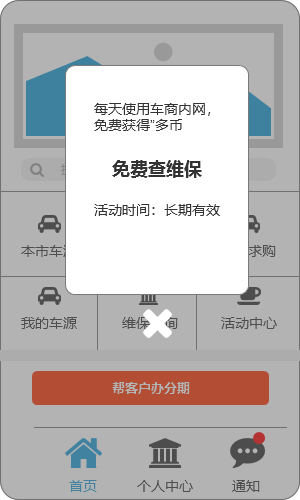 每天使用车商内网，
免费获得"多币
免费查维保
活动时间：长期有效
本市车
求购
我的车源
维保 询
活动中心
帮客户办分期
首页
个人中心
通知